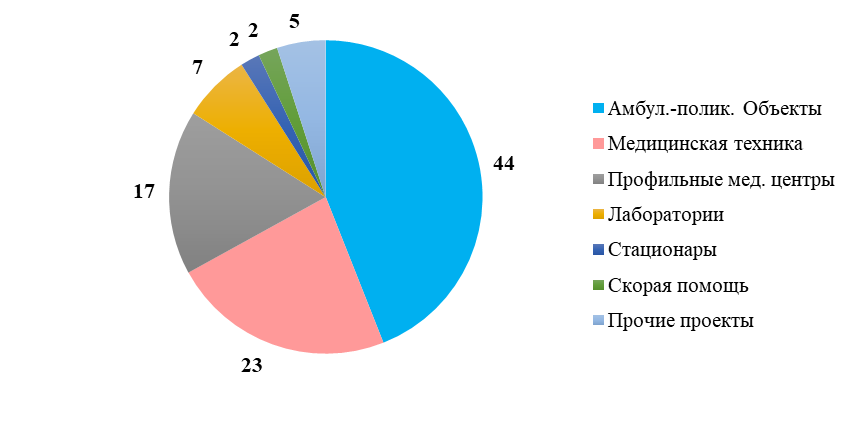 5
2
2
7
44
17
23
Амбул.-полик. Объекты
Медицинская техника
Профильные мед. центры
Лаборатории
Стационары
Скорая помощь
Прочие проекты